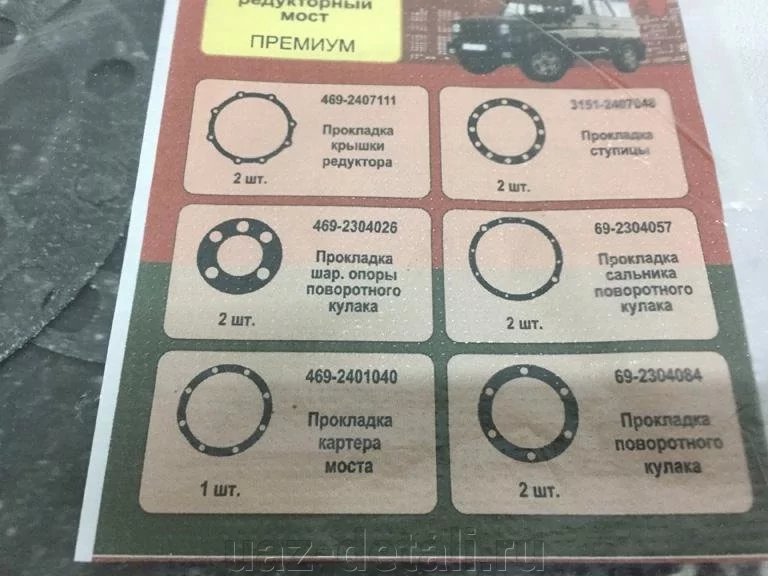 редукторный
мост
ПРЕМИУМ
469-2407111
Прокладка
крышки
редуктора
2 шт.
3151-2407048
Прокладка
ступицы
2 шт.
469-2304026
Прокладка
шар. опоры
поворотного
кулака
2 шт.
69-2304057
Прокладка
сальника
поворотного
кулака
2 шт.
469-2401040
Прокладка
картера
моста
1 шт.
69-2304084
Прокладка
поворотного
кулака
2 шт.
uaz-detali.ru